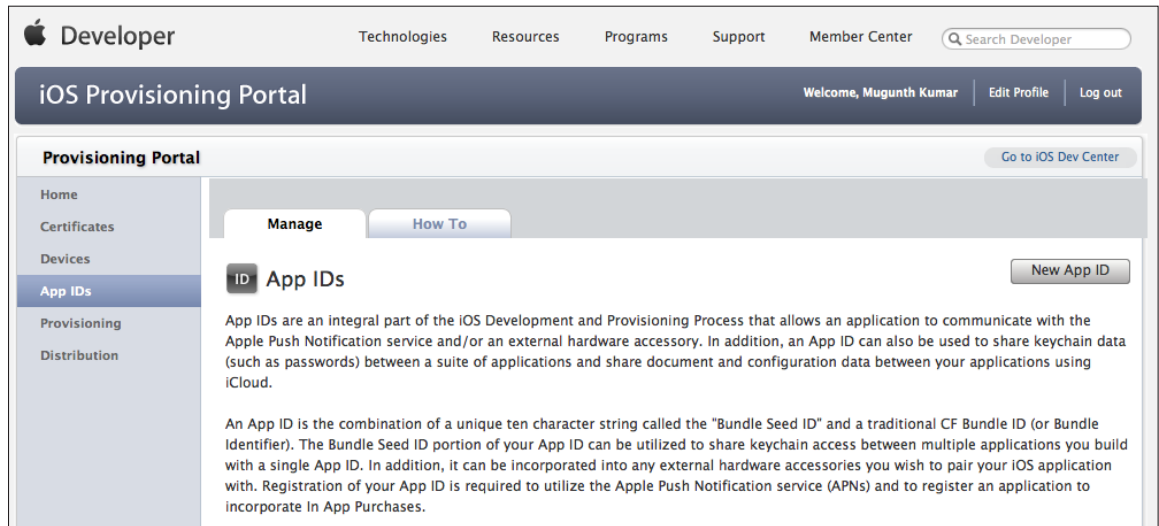 Developer
Technologies Resources Programs Support Member Center Search Developer
iOS Provisioning Portal
Welcome, Mugunth Kumar Edit Profile Log out
Provisioning Portal
Go to iOS Dev Center
Home
Certificates
Devices
App IDs
Provisioning
Distribution
Manage How To
ID App IDs
New App ID
App IDs are an integral part of the iOS Development and Provisioning Process that allows an application to communicate with the
Apple Push Notification service and/or an external hardware accessory. In addition, an App ID can also be used to share keychain data
(such as passwords) between a suite of applications and share document and configuration data between your applications using
iCloud.
An App ID is the combination of a unique ten character string called the "Bundle Seed ID" and a traditional CF Bundle ID (or Bundle
Identifier). The Bundle Seed ID portion of your App ID can be utilized to share keychain access between multiple applications you build
with a single App ID. In addition, it can be incorporated into any external hardware accessories you wish to pair your iOS application
with. Registration of your App ID is required to utilize the Apple Push Notification service (APNs) and to register an application to
incorporate In App Purchases.